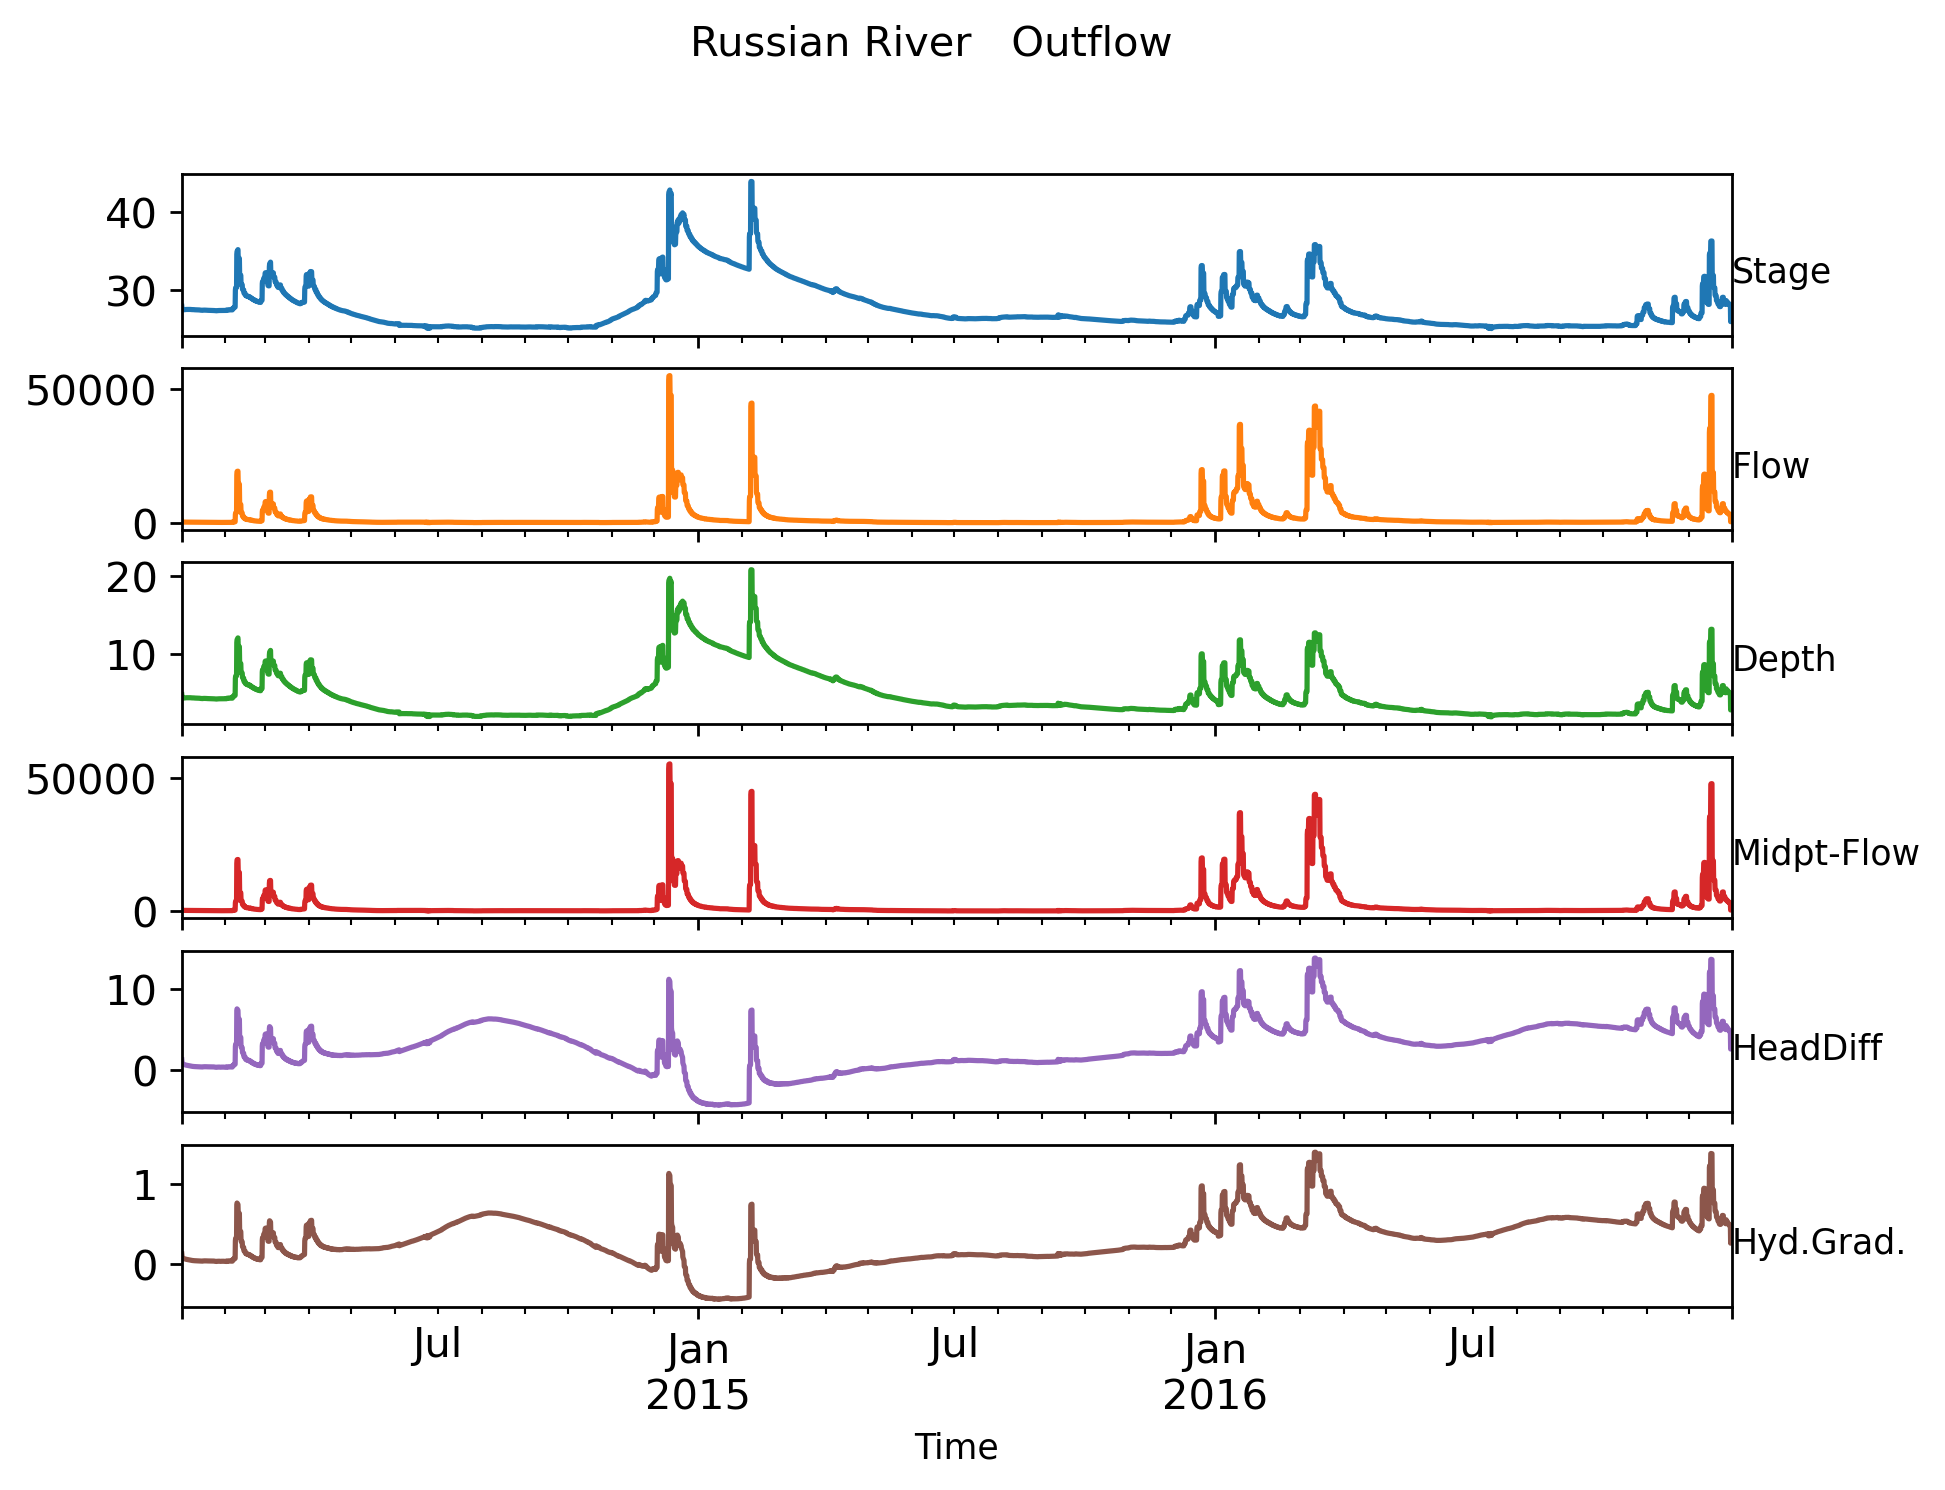 Russian River   Outflow
40
30
Stage
50000
0
Flow
20
10
Depth
50000
0
Midpt-Flow
10
0
HeadDiff
1
0
Hyd.Grad.
Jul Jan Jul Jan Jul
2015 2016
Time